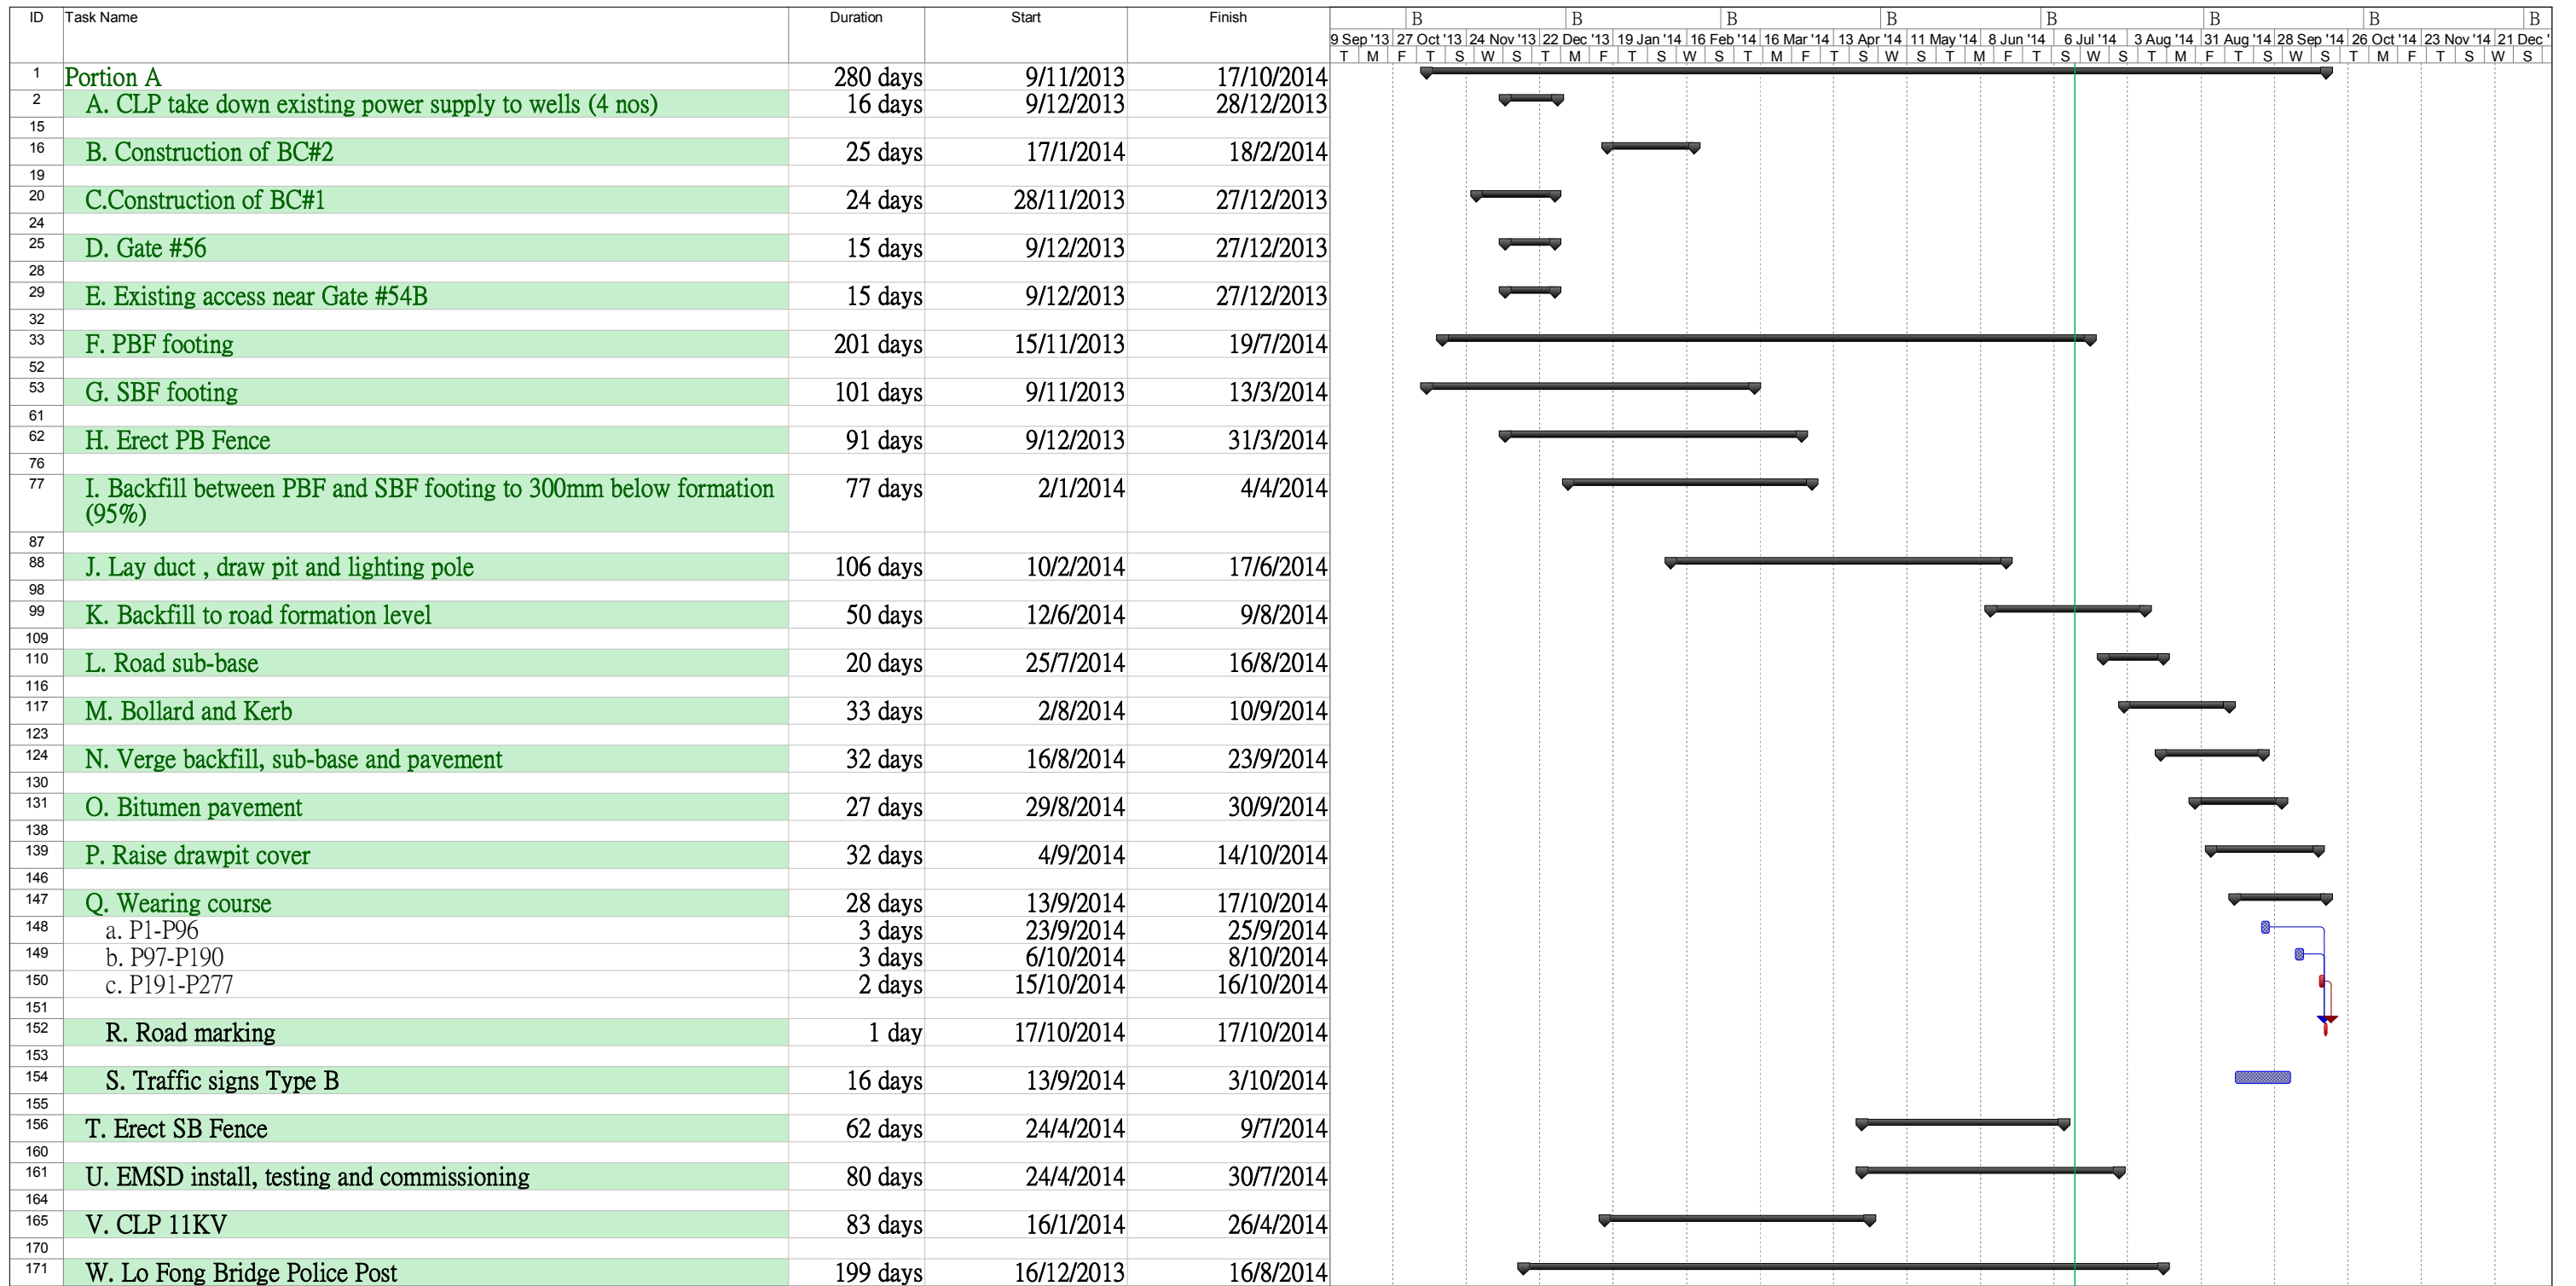 ID Task Name Duration Start Finish B B B B B B B B
9 Sep '13 27 Oct '13 24 Nov '13 22 Dec '13 19 Jan '14 16 Feb '14 16 Mar '14 13 Apr '14 11 May '14 8 Jun '14 6 Jul '14 3 Aug '14 31 Aug '14 28 Sep '14 26 Oct '14 23 Nov '14 21 Dec '
T M F T S W S T M F T S W S T M F T S W S T M F T S W S T M F T S W S T M F T S W S
1 Portion A 280 days 9/11/2013 17/10/2014
2 A. CLP take down existing power supply to wells (4 nos) 16 days 9/12/2013 28/12/2013
15
16 B. Construction of BC#2 25 days 17/1/2014 18/2/2014
19
20 C.Construction of BC#1 24 days 28/11/2013 27/12/2013
24
25 D. Gate #56 15 days 9/12/2013 27/12/2013
28
29 E. Existing access near Gate #54B 15 days 9/12/2013 27/12/2013
32
33 F. PBF footing 201 days 15/11/2013 19/7/2014
52
53 G. SBF footing 101 days 9/11/2013 13/3/2014
61
62 H. Erect PB Fence 91 days 9/12/2013 31/3/2014
76
77 I. Backfill between PBF and SBF footing to 300mm below formation 77 days 2/1/2014 4/4/2014
(95%)
87
88 J. Lay duct , draw pit and lighting pole 106 days 10/2/2014 17/6/2014
98
99 K. Backfill to road formation level 50 days 12/6/2014 9/8/2014
109
110 L. Road sub-base 20 days 25/7/2014 16/8/2014
116
117 M. Bollard and Kerb 33 days 2/8/2014 10/9/2014
123
124 N. Verge backfill, sub-base and pavement 32 days 16/8/2014 23/9/2014
130
131 O. Bitumen pavement 27 days 29/8/2014 30/9/2014
138
139 P. Raise drawpit cover 32 days 4/9/2014 14/10/2014
146
147 Q. Wearing course 28 days 13/9/2014 17/10/2014
148 a. P1-P96 3 days 23/9/2014 25/9/2014
149 b. P97-P190 3 days 6/10/2014 8/10/2014
150 c. P191-P277 2 days 15/10/2014 16/10/2014
151
152 R. Road marking 1 day 17/10/2014 17/10/2014
153
154 S. Traffic signs Type B 16 days 13/9/2014 3/10/2014
155
156 T. Erect SB Fence 62 days 24/4/2014 9/7/2014
160
161 U. EMSD install, testing and commissioning 80 days 24/4/2014 30/7/2014
164
165 V. CLP 11KV 83 days 16/1/2014 26/4/2014
170
171 W. Lo Fong Bridge Police Post 199 days 16/12/2013 16/8/2014